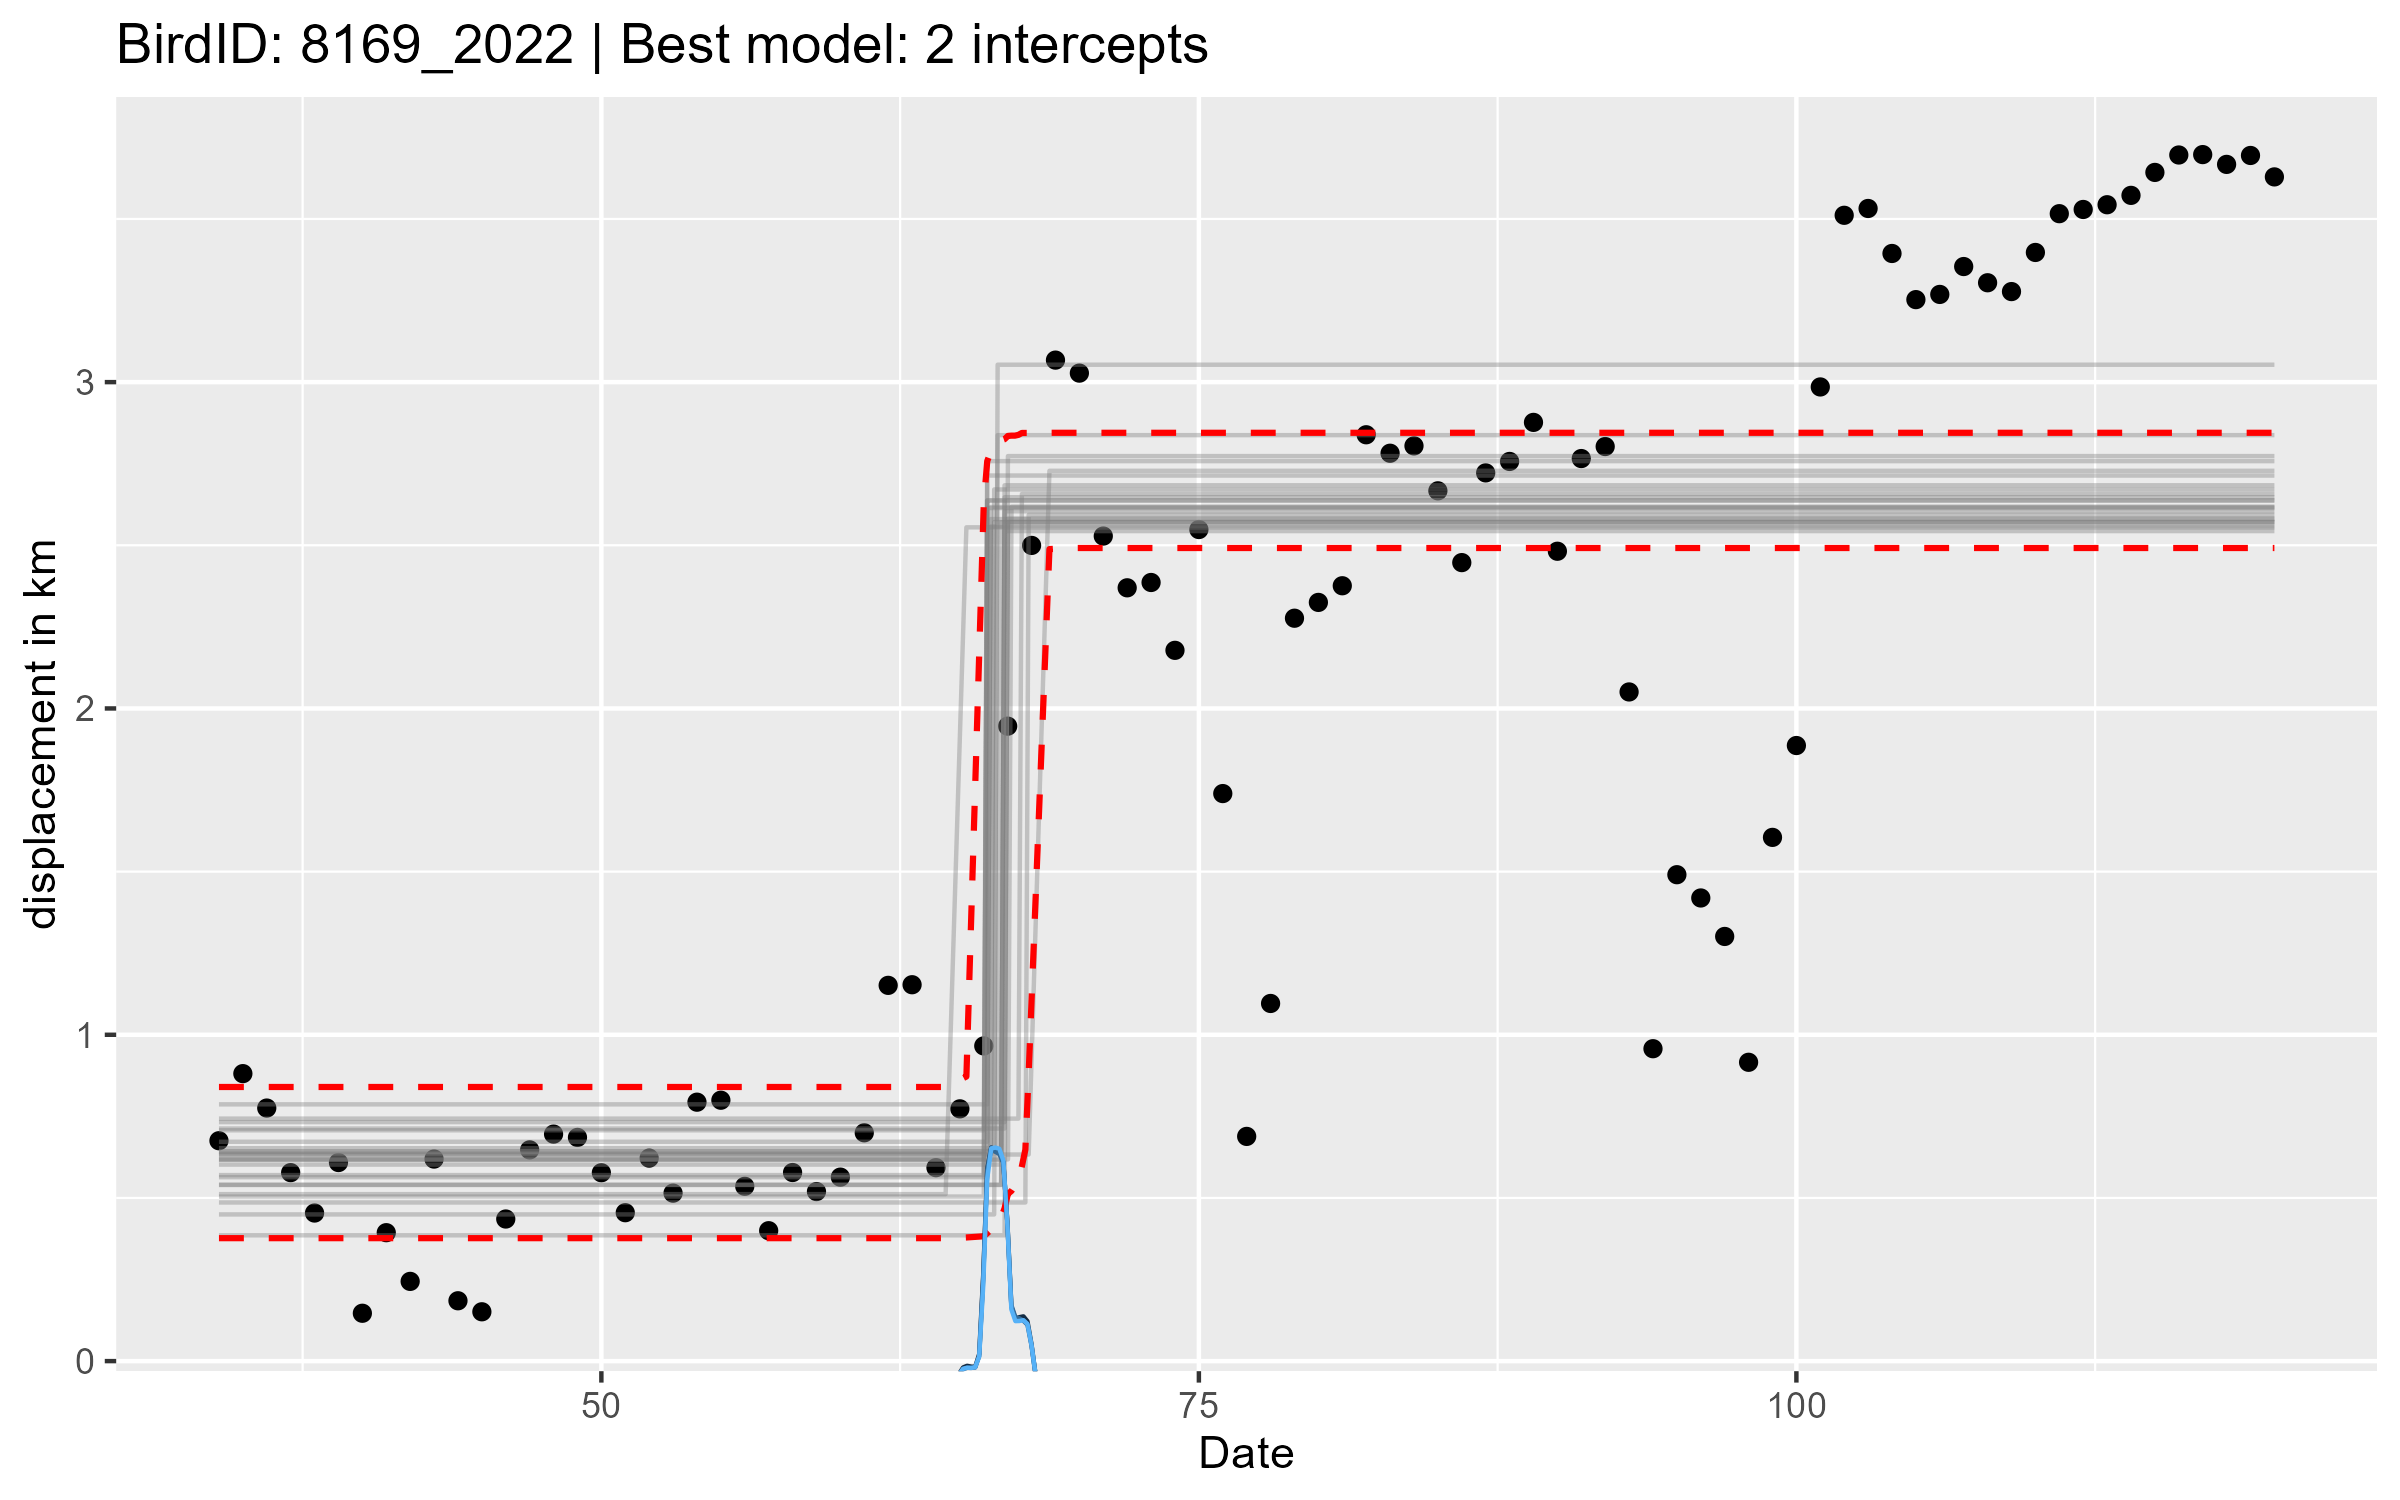 BirdID: 8169_2022 | Best model: 2 intercepts
displacement in km
3
2
1
0
50
75
100
Date